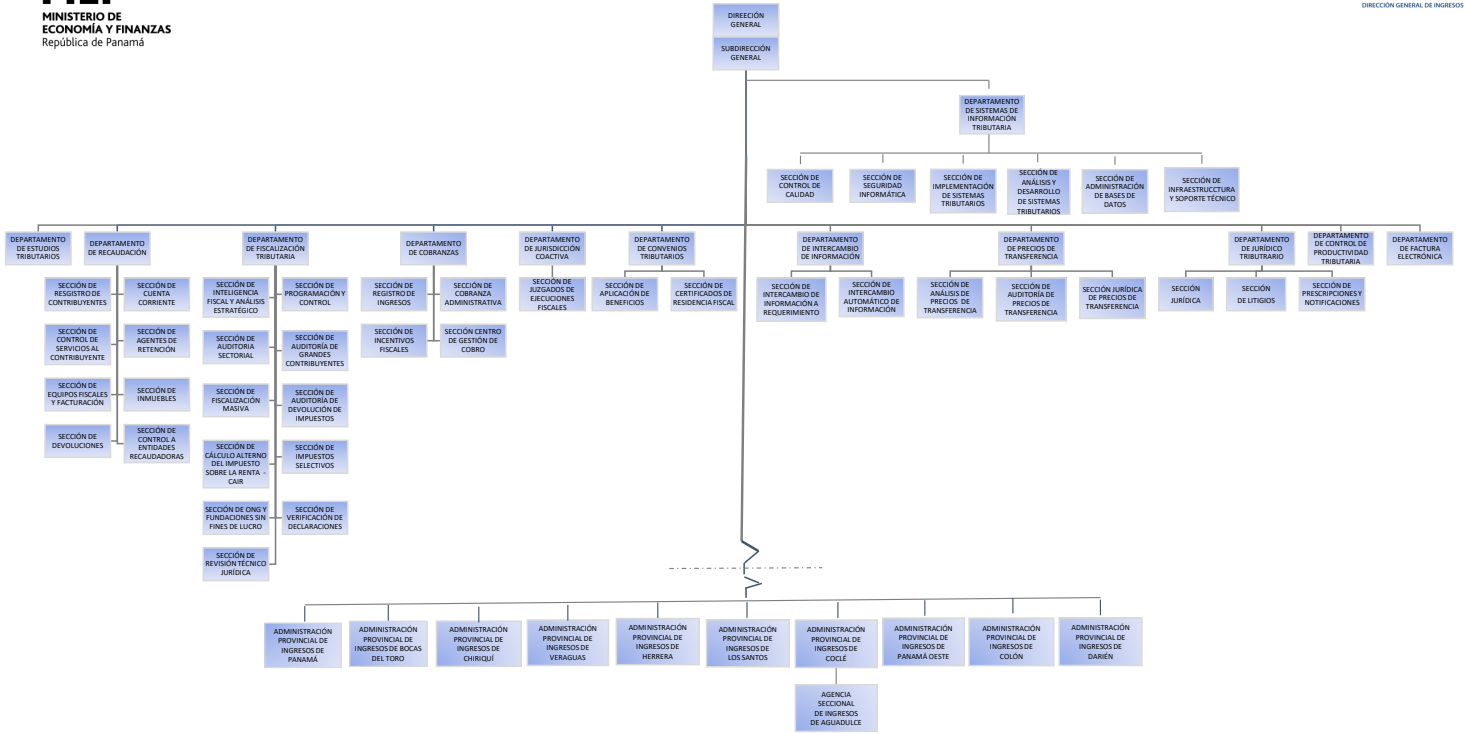 MINISTERIO DE
ECONOMÍA Y FINANZAS
República de Panamá
DIRECCIÓN GENERAL DE INGRESOS
DIREECIÓN
GENERAL
SUBDIRECCIÓN
GENERAL
DEPARTAMENTO
DE SISTEMAS DE
INFORMACIÓN
TRIBUTARIA
SECCIÓN DE
CONTROL DE
CALIDAD
SECCIÓN DE
SEGURIDAD
INFORMÁTICA
SECCIÓN DE
IMPLEMENTACIÓN
DE SISTEMAS
TRIBUTARIOS
SECCIÓN DE
ANÁLISIS Y
DESARROLLO
DE SISTEMAS
TRIBUTARIOS
SECCIÓN DE
ADMINISTRACIÓN
DE BASES DE
DATOS
SECCIÓN DE
INFRAESTRUCCTURA
Y SOPORTE TÉCNICO
DEPARTAMENTO
DE ESTUDIOS
TRIBUTARIOS
DEPARTAMENTO
DE RECAUDACIÓN
DEPARTAMENTO
DE FISCALIZACIÓN
TRIBUTARIA
DEPARTAMENTO
DE COBRANZAS
DEPARTAMENTO
DE JURISDICCIÓN
COACTIVA
DEPARTAMENTO
DE CONVENIOS
TRIBUTARIOS
DEPARTAMENTO
DE INTERCAMBIO
DE INFORMACIÓN
DEPARTAMENTO
DE PRECIOS DE
TRANSFERENCIA
DEPARTAMENTO
DE JURÍDICO
TRIBUTRARIO
DEPARTAMENTO
DE CONTROL DE
PRODUCTIVIDAD
TRIBUTARIA
DEPARTAMENTO
DE FACTURA
ELECTRÓNICA
SECCIÓN DE
RESGISTRO DE
CONTRIBUYENTES
SECCIÓN DE
CUENTA
CORRIENTE
SECCIÓN DE
CONTROL DE
SERVICIOS AL
CONTRIBUYENTE
SECCIÓN DE
AGENTES DE
RETENCIÓN
SECCIÓN DE
EQUIPOS FISCALES
Y FACTURACIÓN
SECCIÓN DE
INMUEBLES
SECCIÓN DE
DEVOLUCIONES
SECCIÓN DE
CONTROL A
ENTIDADES
RECAUDADORAS
SECCIÓN DE
INTELIGENCIA
FISCAL Y ANÁLISIS
ESTRATÉGICO
SECCIÓN DE
PROGRAMACIÓN Y
CONTROL
SECCIÓN DE
AUDITORIA
SECTORIAL
SECCIÓN DE
AUDITORÍA DE
GRANDES
CONTRIBUYENTES
SECCIÓN DE
FISCALIZACIÓN
MASIVA
SECCIÓN DE
AUDITORÍA DE
DEVOLUCIÓN DE
IMPUESTOS
SECCIÓN DE
CÁLCULO ALTERNO
DEL IMPUESTO
SOBRE LA RENTA -
CAIR
SECCIÓN DE
IMPUESTOS
SELECTIVOS
SECCIÓN DE ONG Y
FUNDACIONES SIN
FINES DE LUCRO
SECCIÓN DE
VERIFICACIÓN DE
DECLARACIONES
SECCIÓN DE
REVISIÓN TÉCNICO
JURÍDICA
SECCIÓN DE
REGISTRO DE
INGRESOS
SECCIÓN DE
COBRANZA
ADMINISTRATIVA
SECCIÓN DE
INCENTIVOS
FISCALES
SECCIÓN CENTRO
DE GESTIÓN DE
COBRO
SECCIÓN DE
JUZGADOS DE
EJECUCIONES
FISCALES
SECCIÓN DE
APLICACIÓN DE
BENEFICIOS
SECCIÓN DE
CERTIFICADOS DE
RESIDENCIA FISCAL
SECCIÓN DE
INTERCAMBIO DE
INFORMACIÓN A
REQUERIMIENTO
SECCIÓN DE
INTERCAMBIO
AUTOMÁTICO DE
INFORMACIÓN
SECCIÓN DE
ANÁLISIS DE
PRECIOS DE
TRANSFERENCIA
SECCIÓN DE
AUDITORÍA DE
PRECIOS DE
TRANSFERENCIA
SECCIÓN JURÍDICA
DE PRECIOS DE
TRANSFERENCIA
SECCIÓN
JURÍDICA
SECCIÓN
DE LITIGIOS
SECCIÓN DE
PRESCRIPCIONES Y
NOTIFICACIONES
ADMINISTRACIÓN
PROVINCIAL DE
INGRESOS DE
PANAMÁ
ADMINISTRACIÓN
PROVINCIAL DE
INGRESOS DE BOCAS
DEL TORO
ADMINISTRACIÓN
PROVINCIAL DE
INGRESOS DE
CHIRIQUÍ
ADMINISTRACIÓN
PROVINCIAL DE
INGRESOS DE
VERAGUAS
ADMINISTRACIÓN
PROVINCIAL DE
INGRESOS DE
HERRERA
ADMINISTRACIÓN
PROVINCIAL DE
INGRESOS DE
LOS SANTOS
ADMINISTRACIÓN
PROVINCIAL DE
INGRESOS DE
COCLÉ
ADMINISTRACIÓN
PROVINCIAL DE
INGRESOS DE
PANAMÁ OESTE
ADMINISTRACIÓN
PROVINCIAL DE
INGRESOS DE
COLÓN
ADMINISTRACIÓN
PROVINCIAL DE
INGRESOS DE
DARIÉN
AGENCIA
SECCIONAL
DE INGRESOS
DE AGUADULCE